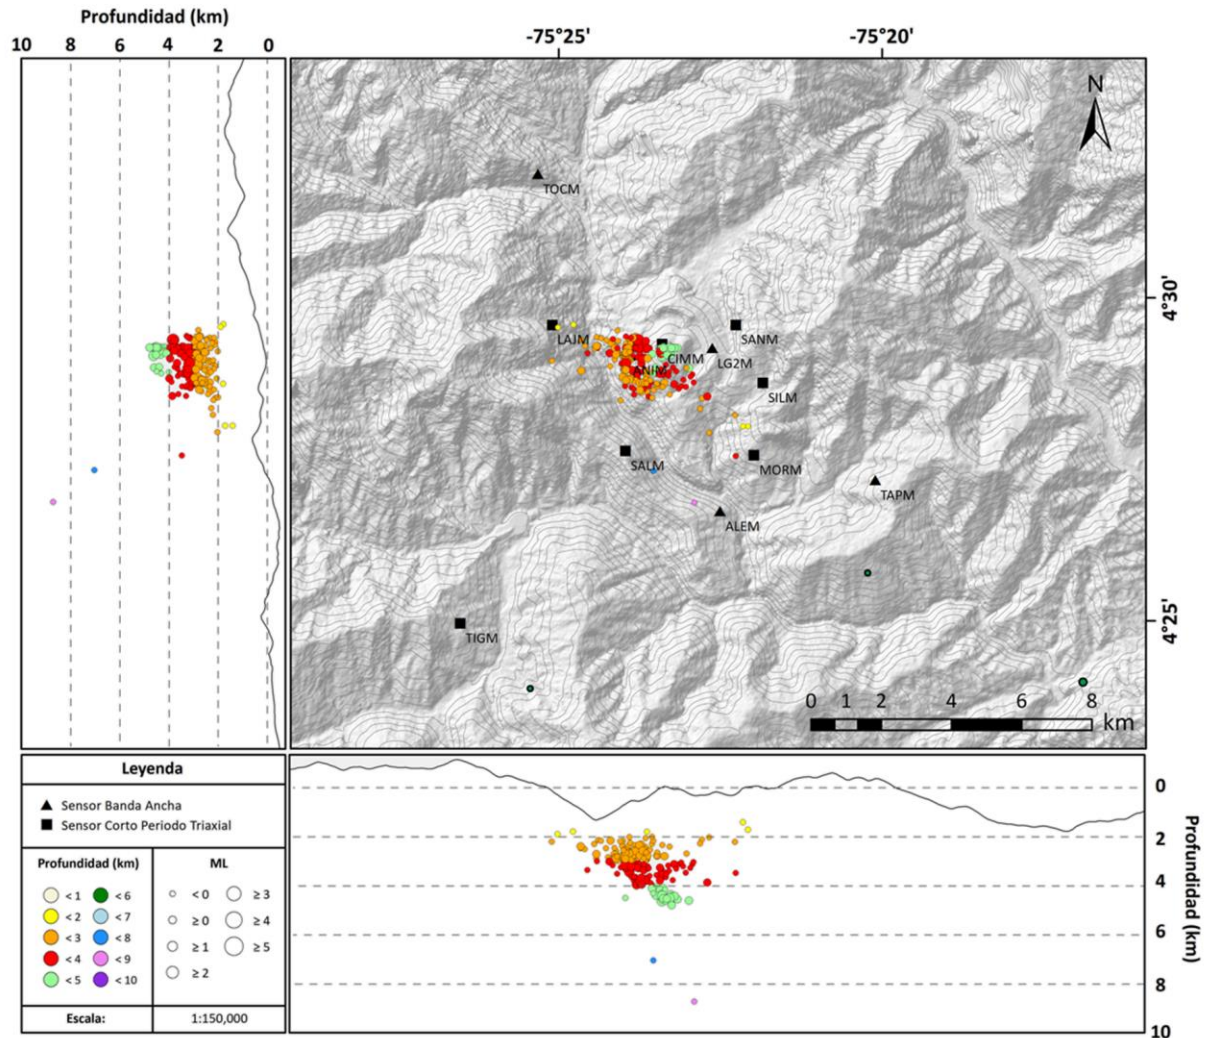 Profundidad (km)
10 8 6 4 2 0
-75°25' -75°20'
N
TOCM
4°30'
LAJM
SANM
CIMM
LG2M
ANIM
SILM
SALM
MORM
TAPM
ALEM
4°25'
TIGM
0 1 2 4 6 8
km
Leyenda
Sensor Banda Ancha
Sensor Corto Periodo Triaxial
Profundidad (km)
< 1 < 6
< 2 < 7
< 3 < 8
< 4 < 9
< 5 < 10
ML
< 0 ≥ 3
≥ 0 ≥ 4
≥ 1 ≥ 5
≥ 2
Escala: 1:150,000
0
2
4
6
8
10
Profundidad (km)